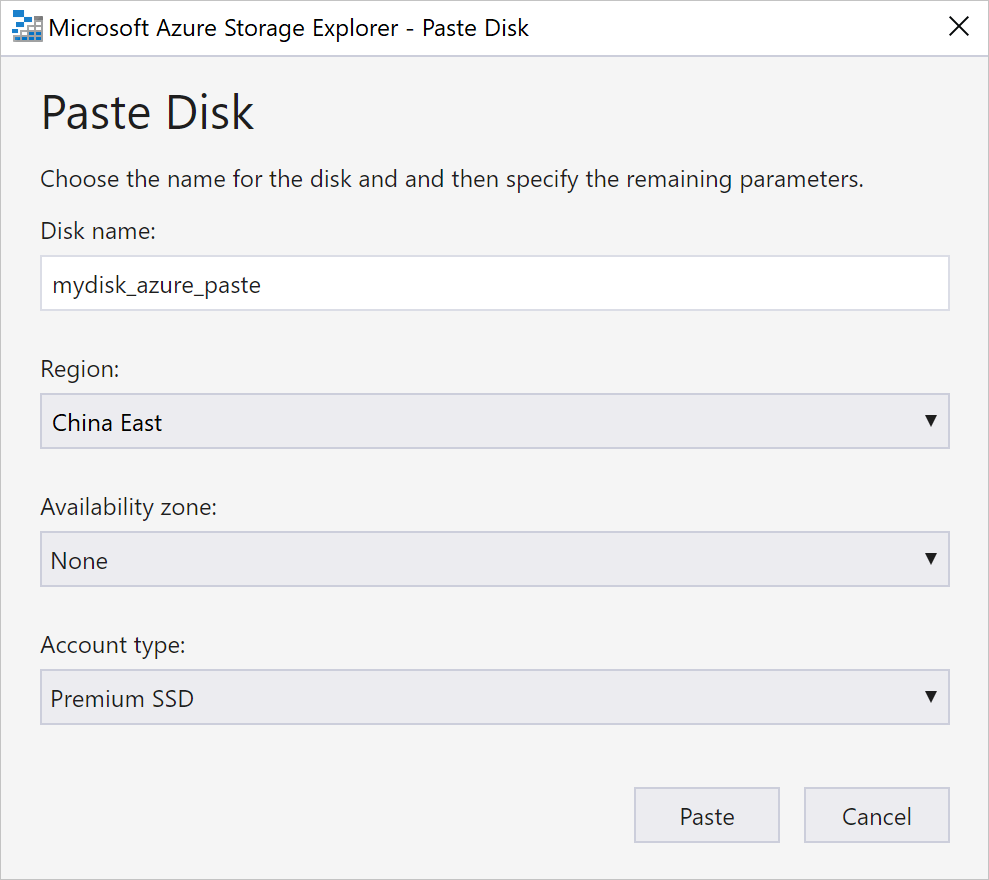 Microsoft Azure Storage Explorer - Paste Disk
Paste Disk
Choose the name for the disk and and then specify the remaining parameters.
Disk name:
mydisk_azure_paste
Region:
China East
Availability zone:
None
Account type:
Premium SSD
Paste
Cancel